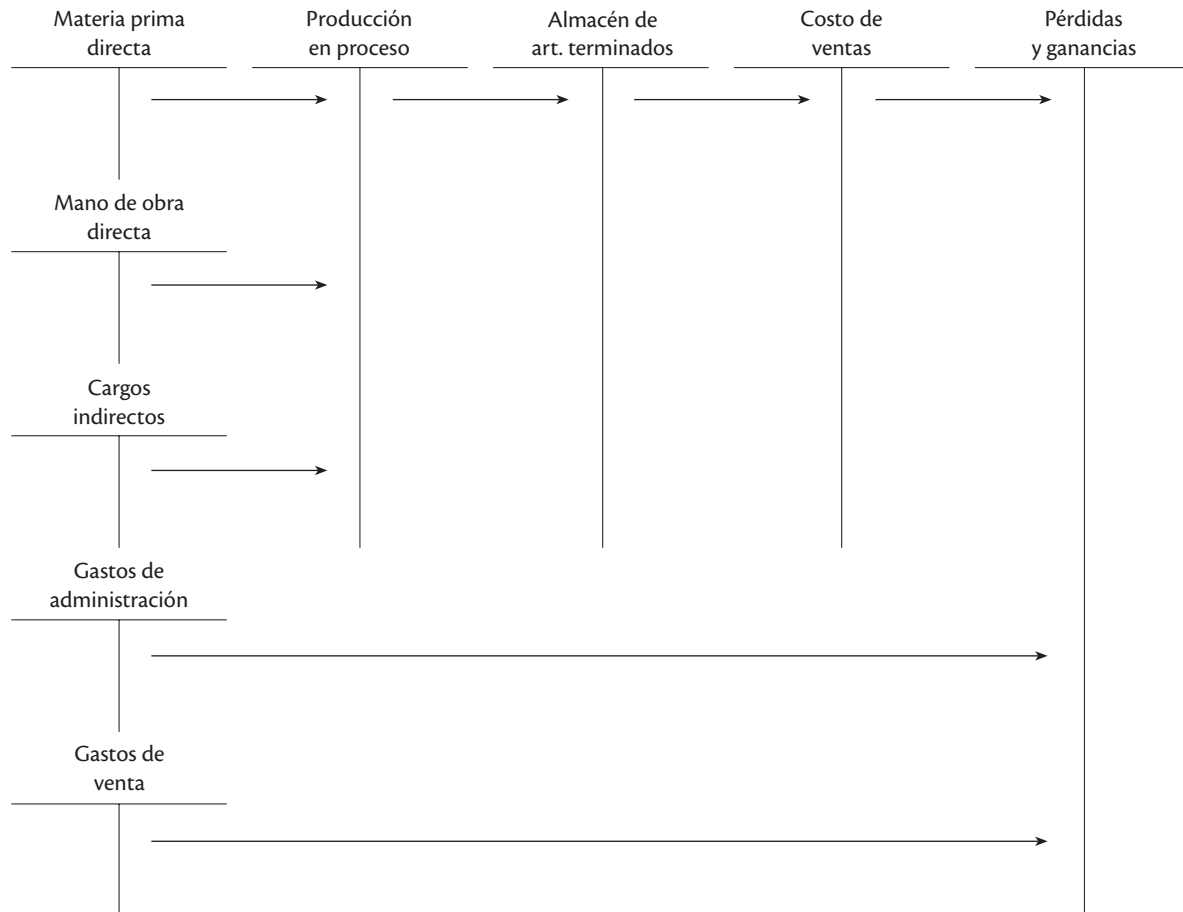 Materia prima
directa
Producción
en proceso
Almacén de
art. terminados
Costo de
ventas
Pérdidas
y ganancias
Mano de obra
directa
Cargos
indirectos
Gastos de
administración
Gastos de
venta